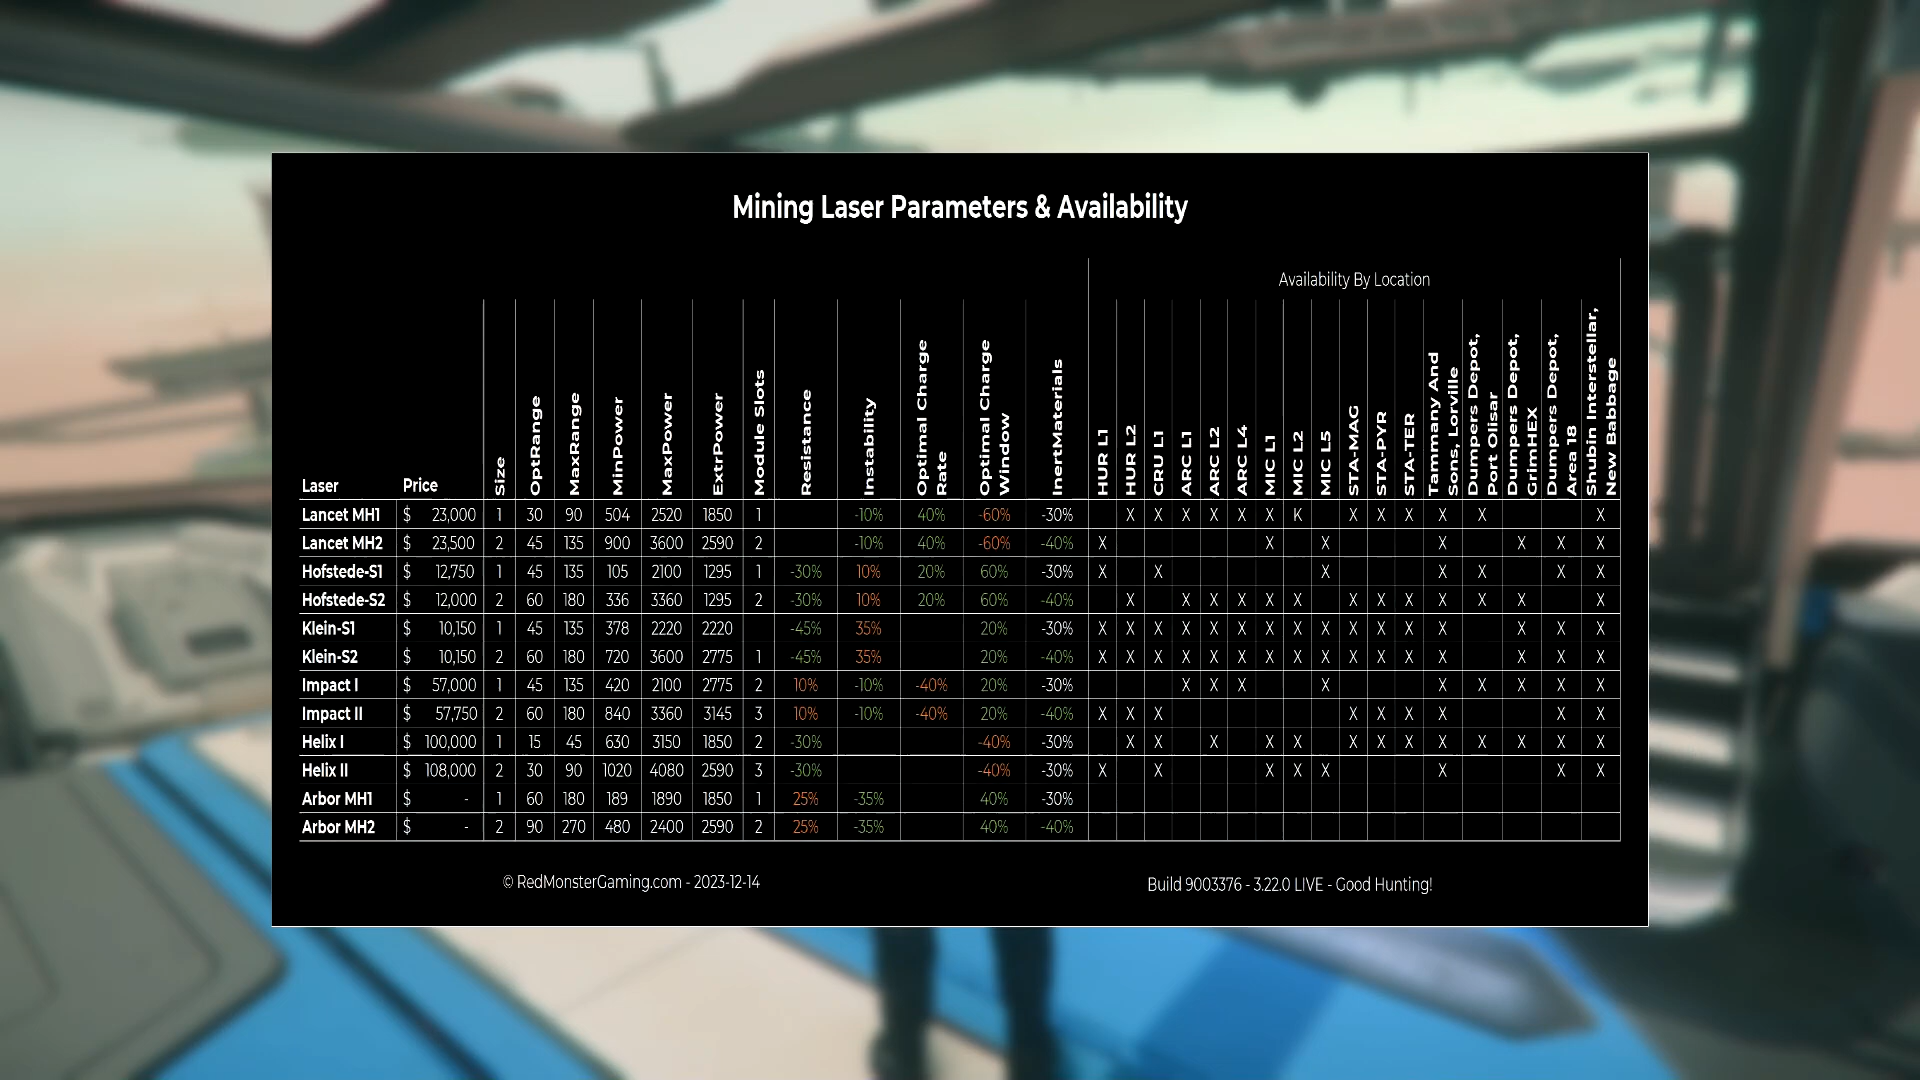 Mining Laser Parameters & Availability
Availability By Location
Laser Price Size OptRange MaxRange MinPower MaxPower ExtrPower Module Slots Resistance Instability Optimal Charge Rate Optimal Charge Window InertMaterials HUR L1 HUR L2 CRU L1 ARC L1 ARC L2 ARC L4 MIC L1 MIC L2 MIC L5 STA-MAG STA-PYR STA-TER Tammany And Sons, Lorville Dumpers Depot, Port Olisar Dumpers Depot, GrimHEX Dumpers Depot, Area 18 Shubin Interstellar, New Babbage
Lancet MH1 $ 23,000 1 30 90 504 2520 1850 1 -10% 40% -60% -30% X X X X X X K X X X X X X
Lancet MH2 $ 23,500 2 45 135 900 3600 2590 2 -10% 40% -60% -40% X X X X X X X
Hofstede-S1 $ 12,750 1 45 135 105 2100 1295 1 -30% 10% 20% 60% -30% X X X X X X X
Hofstede-S2 $ 12,000 2 60 180 336 3360 1295 2 -30% 10% 20% 60% -40% X X X X X X X X X X X X X
Klein-S1 $ 10,150 1 45 135 378 2220 2220 -45% 35% 20% -30% X X X X X X X X X X X X X X X X
Klein-S2 $ 10,150 2 60 180 720 3600 2775 1 -45% 35% 20% -40% X X X X X X X X X X X X X X X X
Impact I $ 57,000 1 45 135 420 2100 2775 2 10% -10% -40% 20% -30% X X X X X X X X X
Impact II $ 57,750 2 60 180 840 3360 3145 3 10% -10% -40% 20% -40% X X X X X X X X X
Helix I $ 100,000 1 15 45 630 3150 1850 2 -30% -40% -30% X X X X X X X X X X X X X
Helix II $ 108,000 2 30 90 1020 4080 2590 3 -30% -40% -30% X X X X X X X X
Arbor MH1 $ - 1 60 180 189 1890 1850 1 25% -35% 40% -30%
Arbor MH2 $ - 2 90 270 480 2400 2590 2 25% -35% 40% -40%
© RedMonsterGaming.com - 2023-12-14
Build 9003376 - 3.22.0 LIVE - Good Hunting!